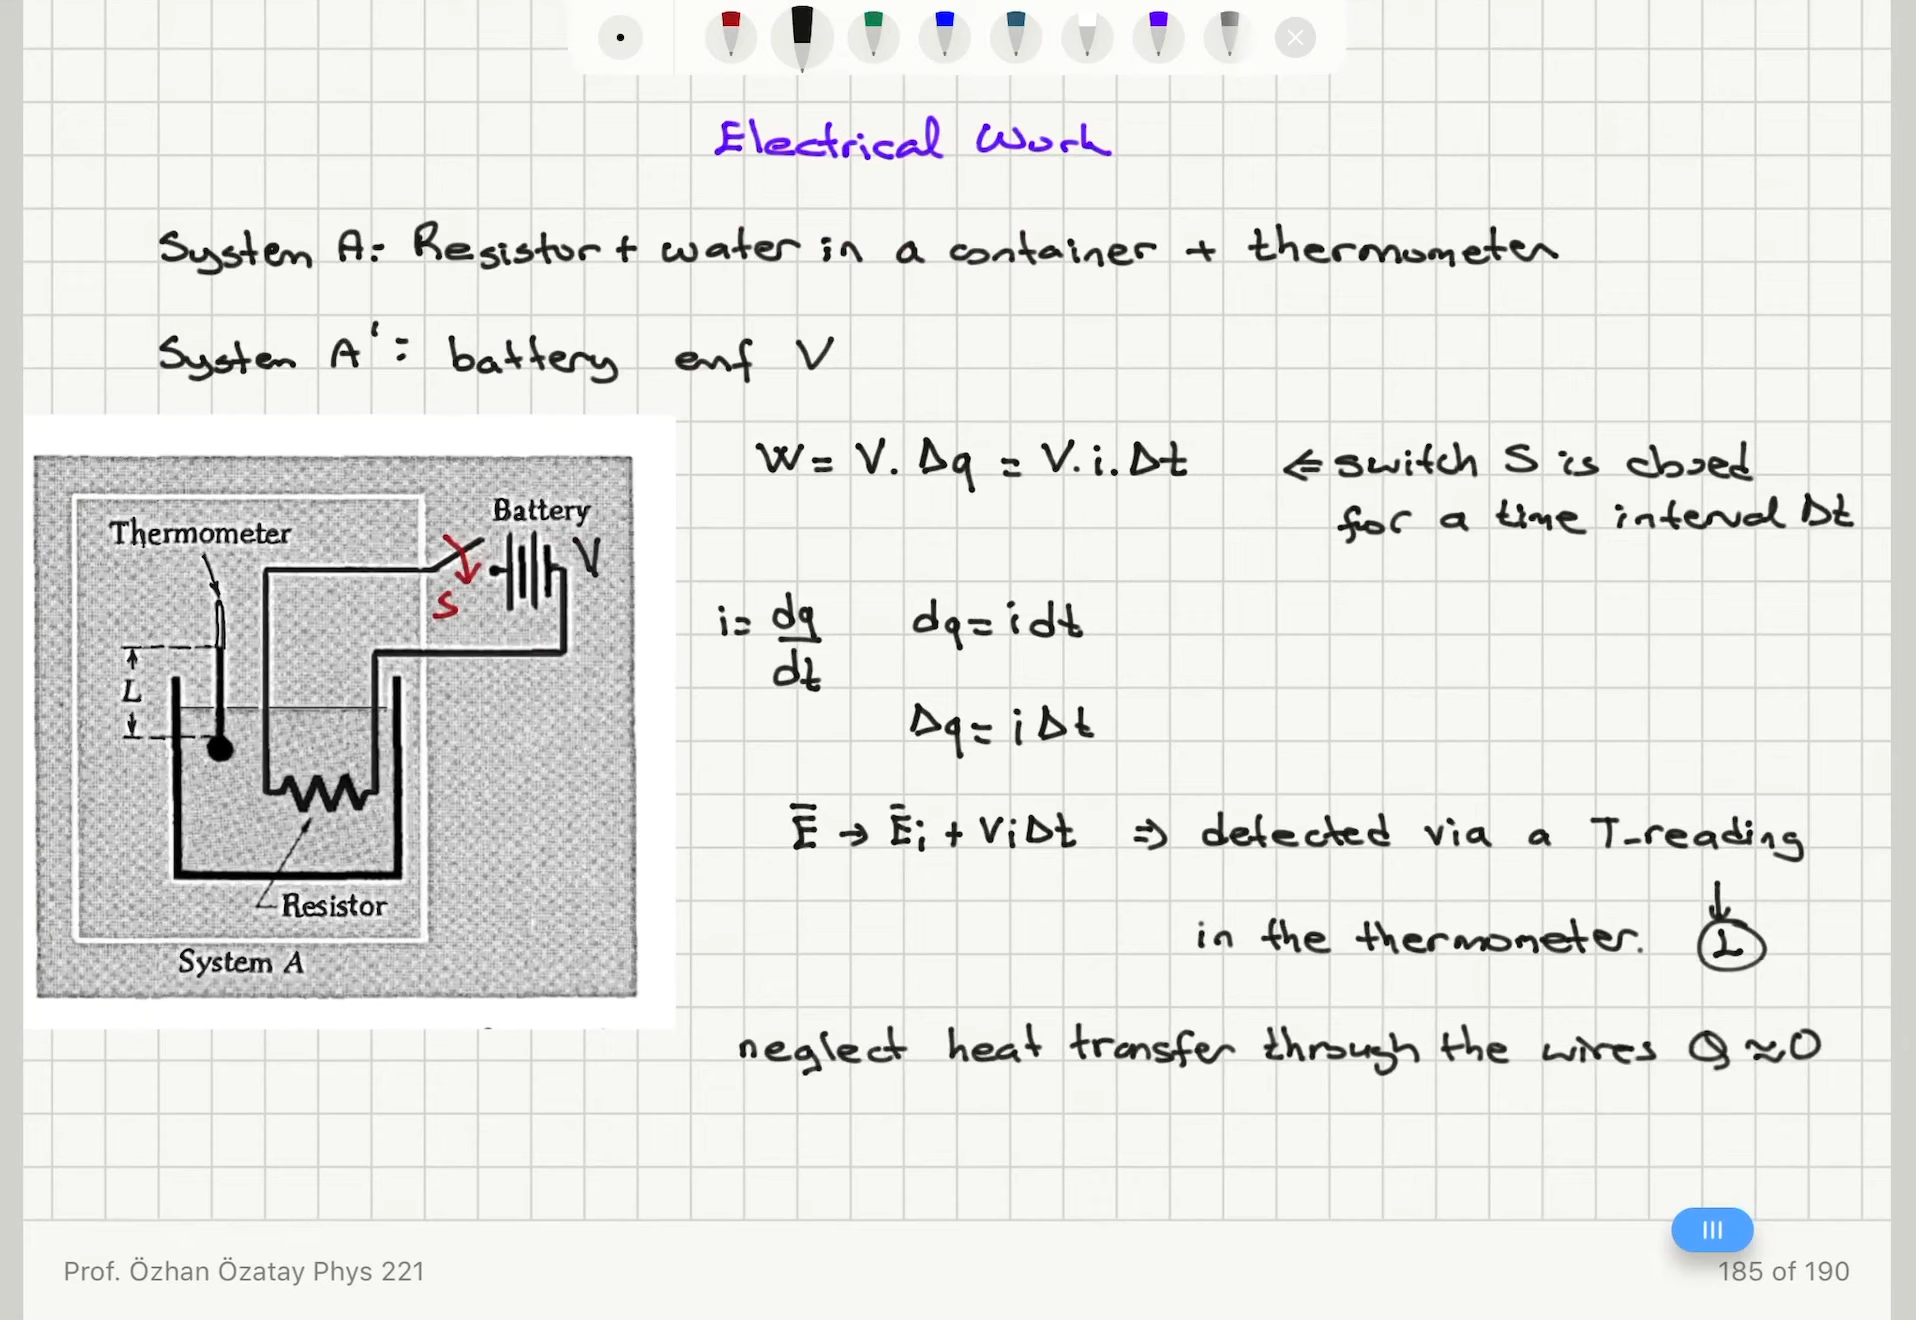 Electrical Work
System A: Resistor + water in a container + thermometer
System A': battery emf V
W = V. Δq = V. i. Δt ⇐ switch S is closed
for a time interval Δt
Thermometer
Battery
V
S
L
Resistor
System A
i = dq/dt dq = i dt
Δq = i Δt
Ē → Ēi + ViΔt ⇒ detected via a T-reading
↓
in the thermometer. L
neglect heat transfer through the wires Q ≈ 0
Prof. Özhan Özatay Phys 221
185 of 190